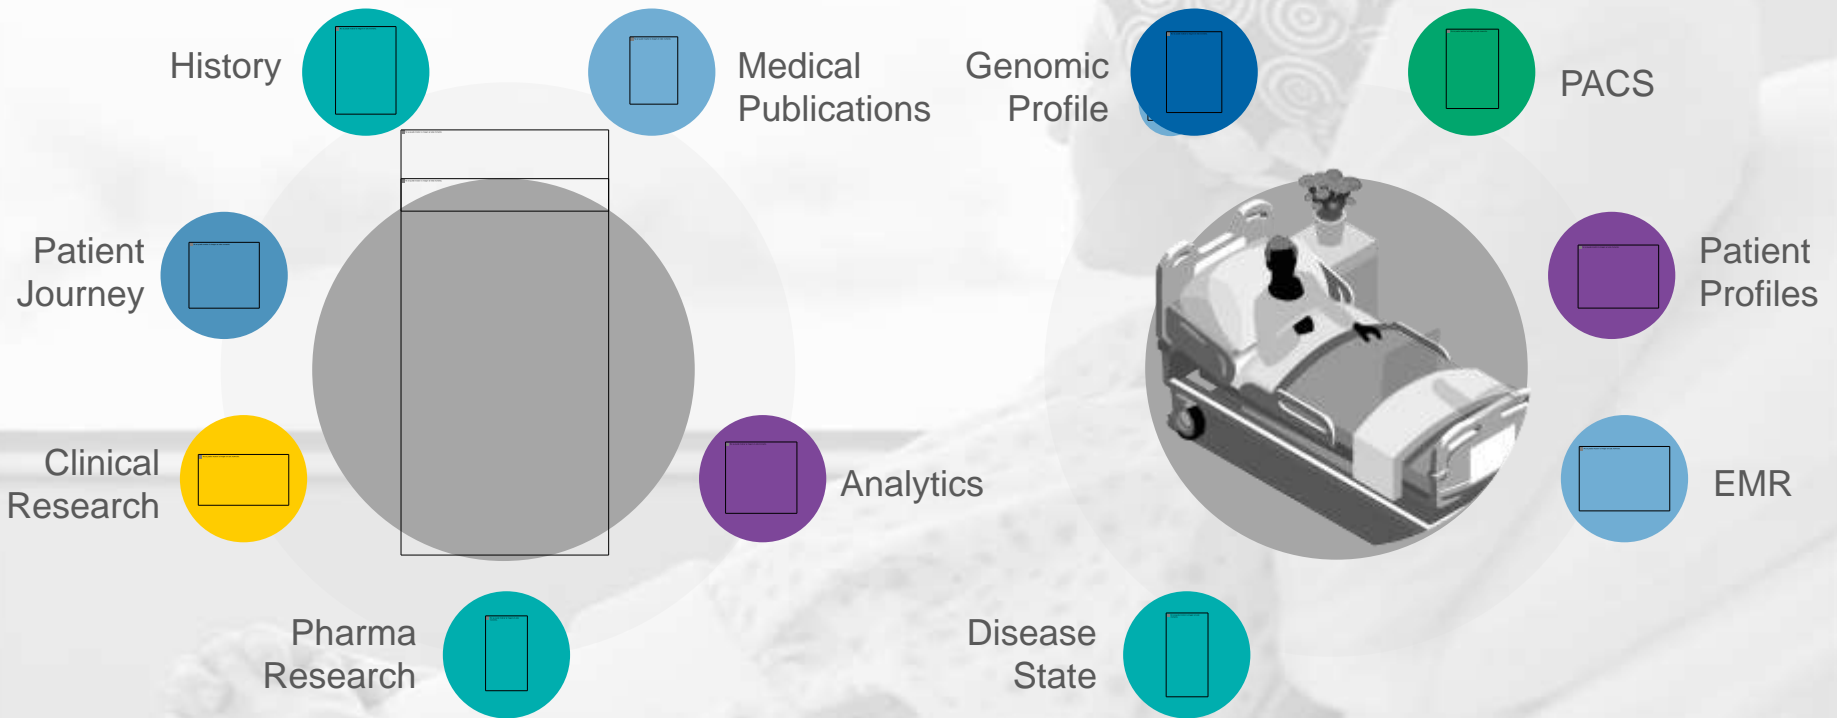 History
Medical
Publications
Genomic
Profile
PACS
Patient
Journey
Patient
Profiles
Clinical
Research
Analytics
EMR
Pharma
Research
Disease
State